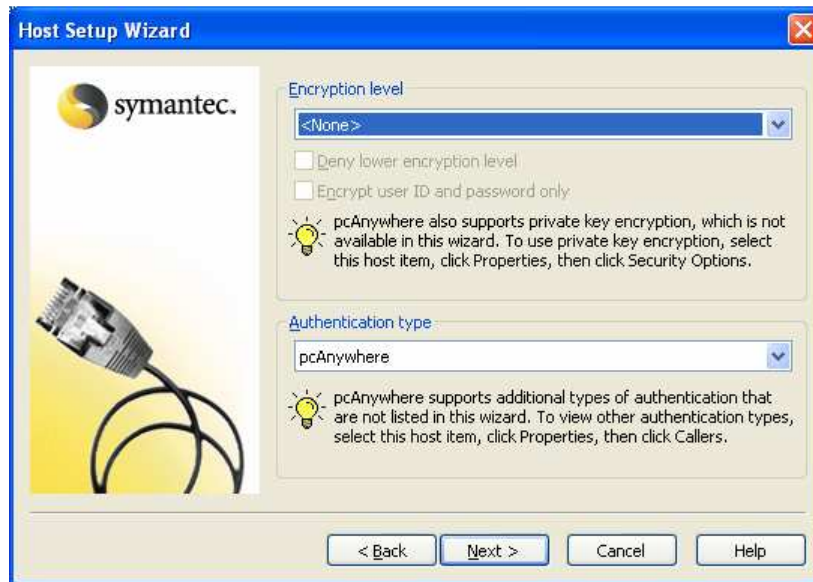 Host Setup Wizard
symantec.
Encryption level
<None>
Deny lower encryption level
Encrypt user ID and password only
pcAnywhere also supports private key encryption, which is not
available in this wizard. To use private key encryption, select
this host item, click Properties, then click Security Options.
Authentication type
pcAnywhere
pcAnywhere supports additional types of authentication that
are not listed in this wizard. To view other authentication types,
select this host item, click Properties, then click Callers.
< Back
Next >
Cancel
Help